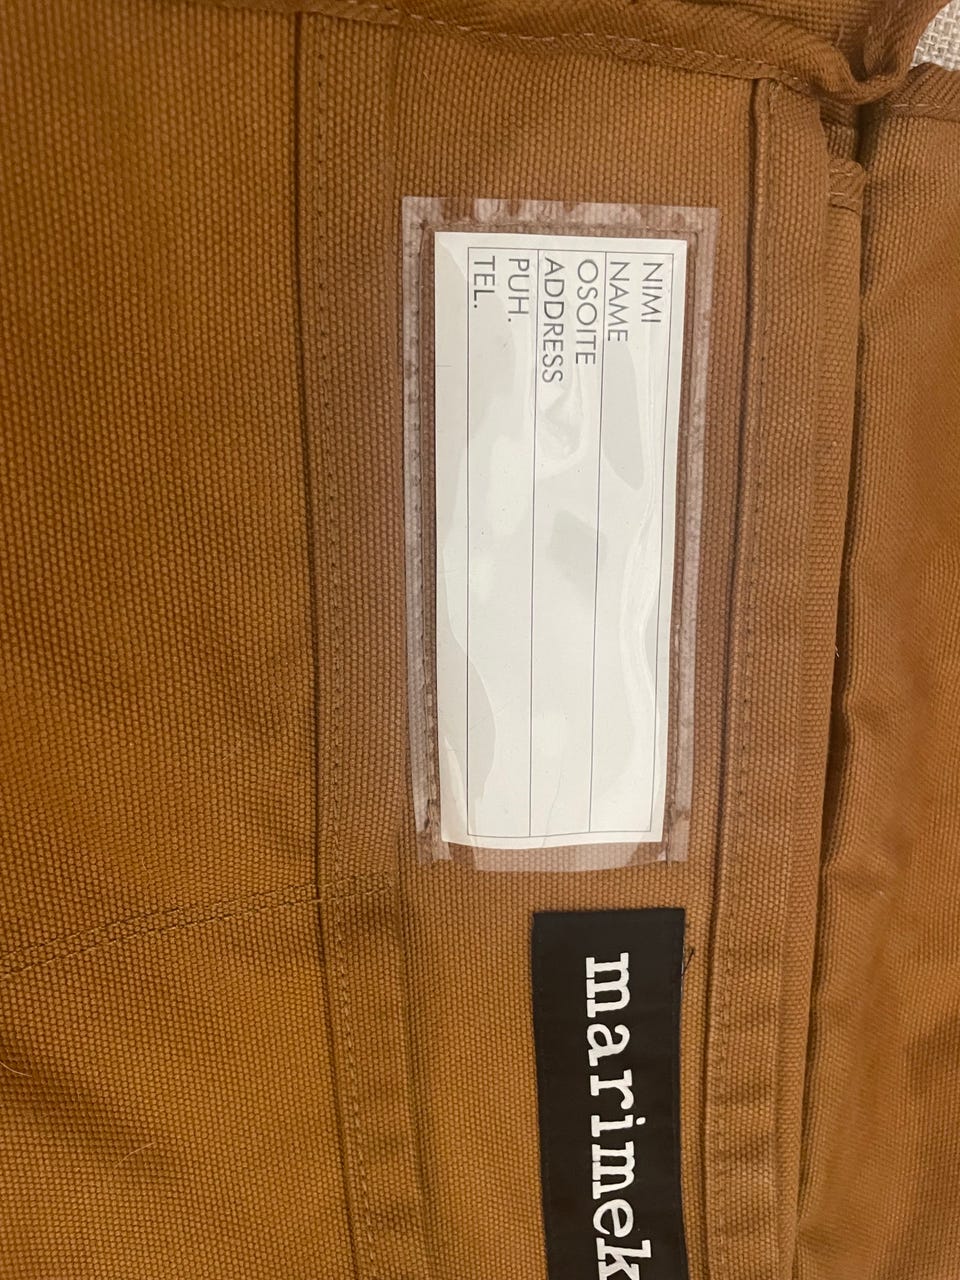 NIMI
NAME
OSOITE
ADDRESS
PUH.
TEL.
marimek